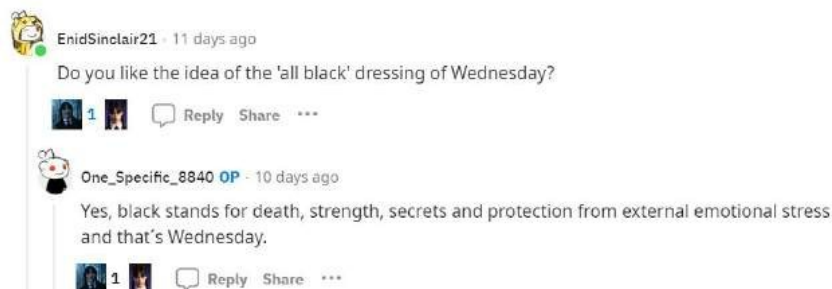 EnidSinclair21 · 11 days ago
Do you like the idea of the 'all black' dressing of Wednesday?
1 Reply Share ···
One_Specific_8840 OP · 10 days ago
Yes, black stands for death, strength, secrets and protection from external emotional stress
and that´s Wednesday.
1 Reply Share ···